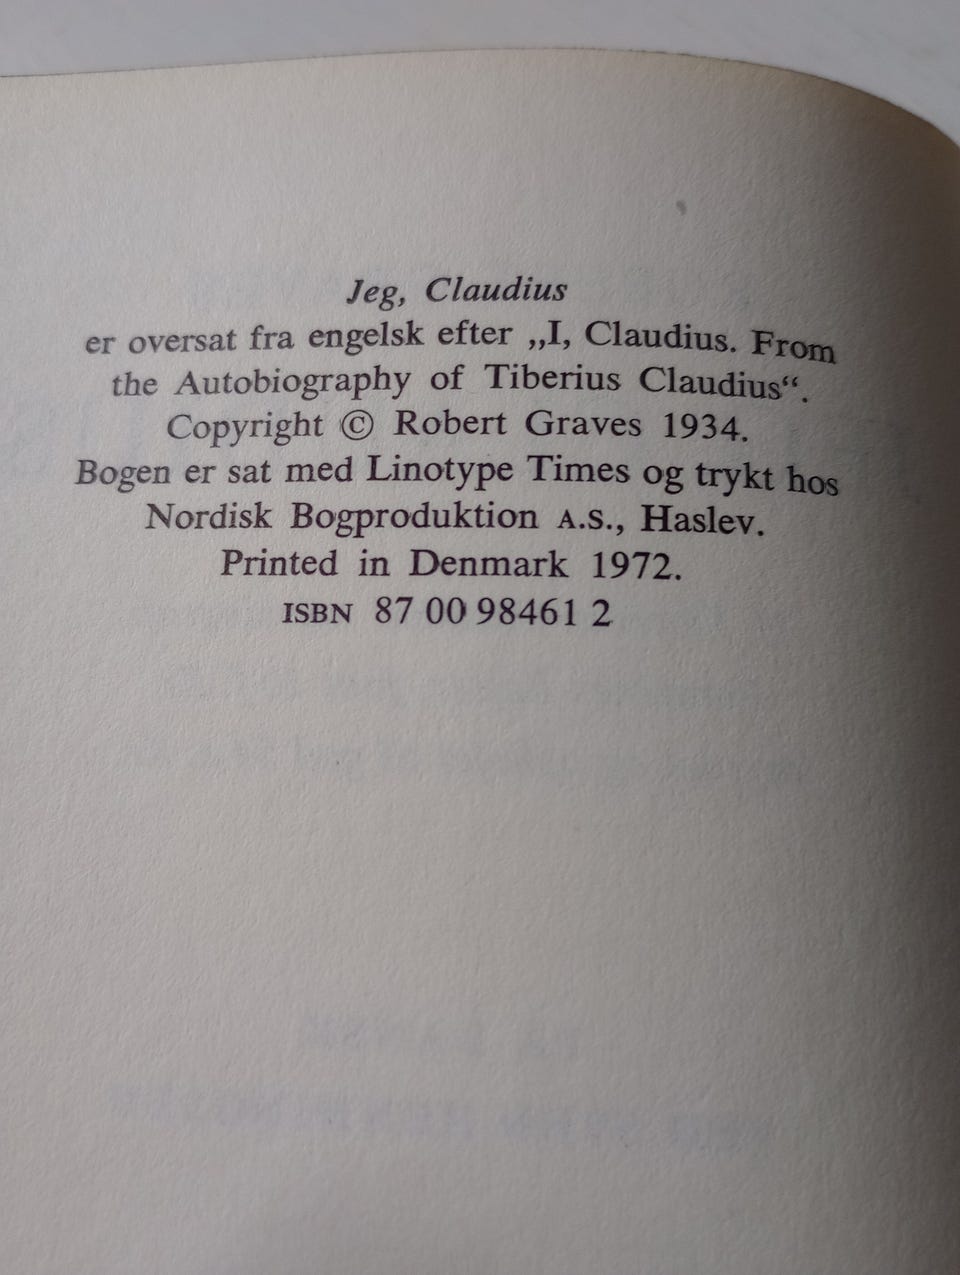 Jeg, Claudius
er oversat fra engelsk efter „I, Claudius. From
the Autobiography of Tiberius Claudius“.
Copyright © Robert Graves 1934.
Bogen er sat med Linotype Times og trykt hos
Nordisk Bogproduktion A.S., Haslev.
Printed in Denmark 1972.
ISBN 87 00 98461 2